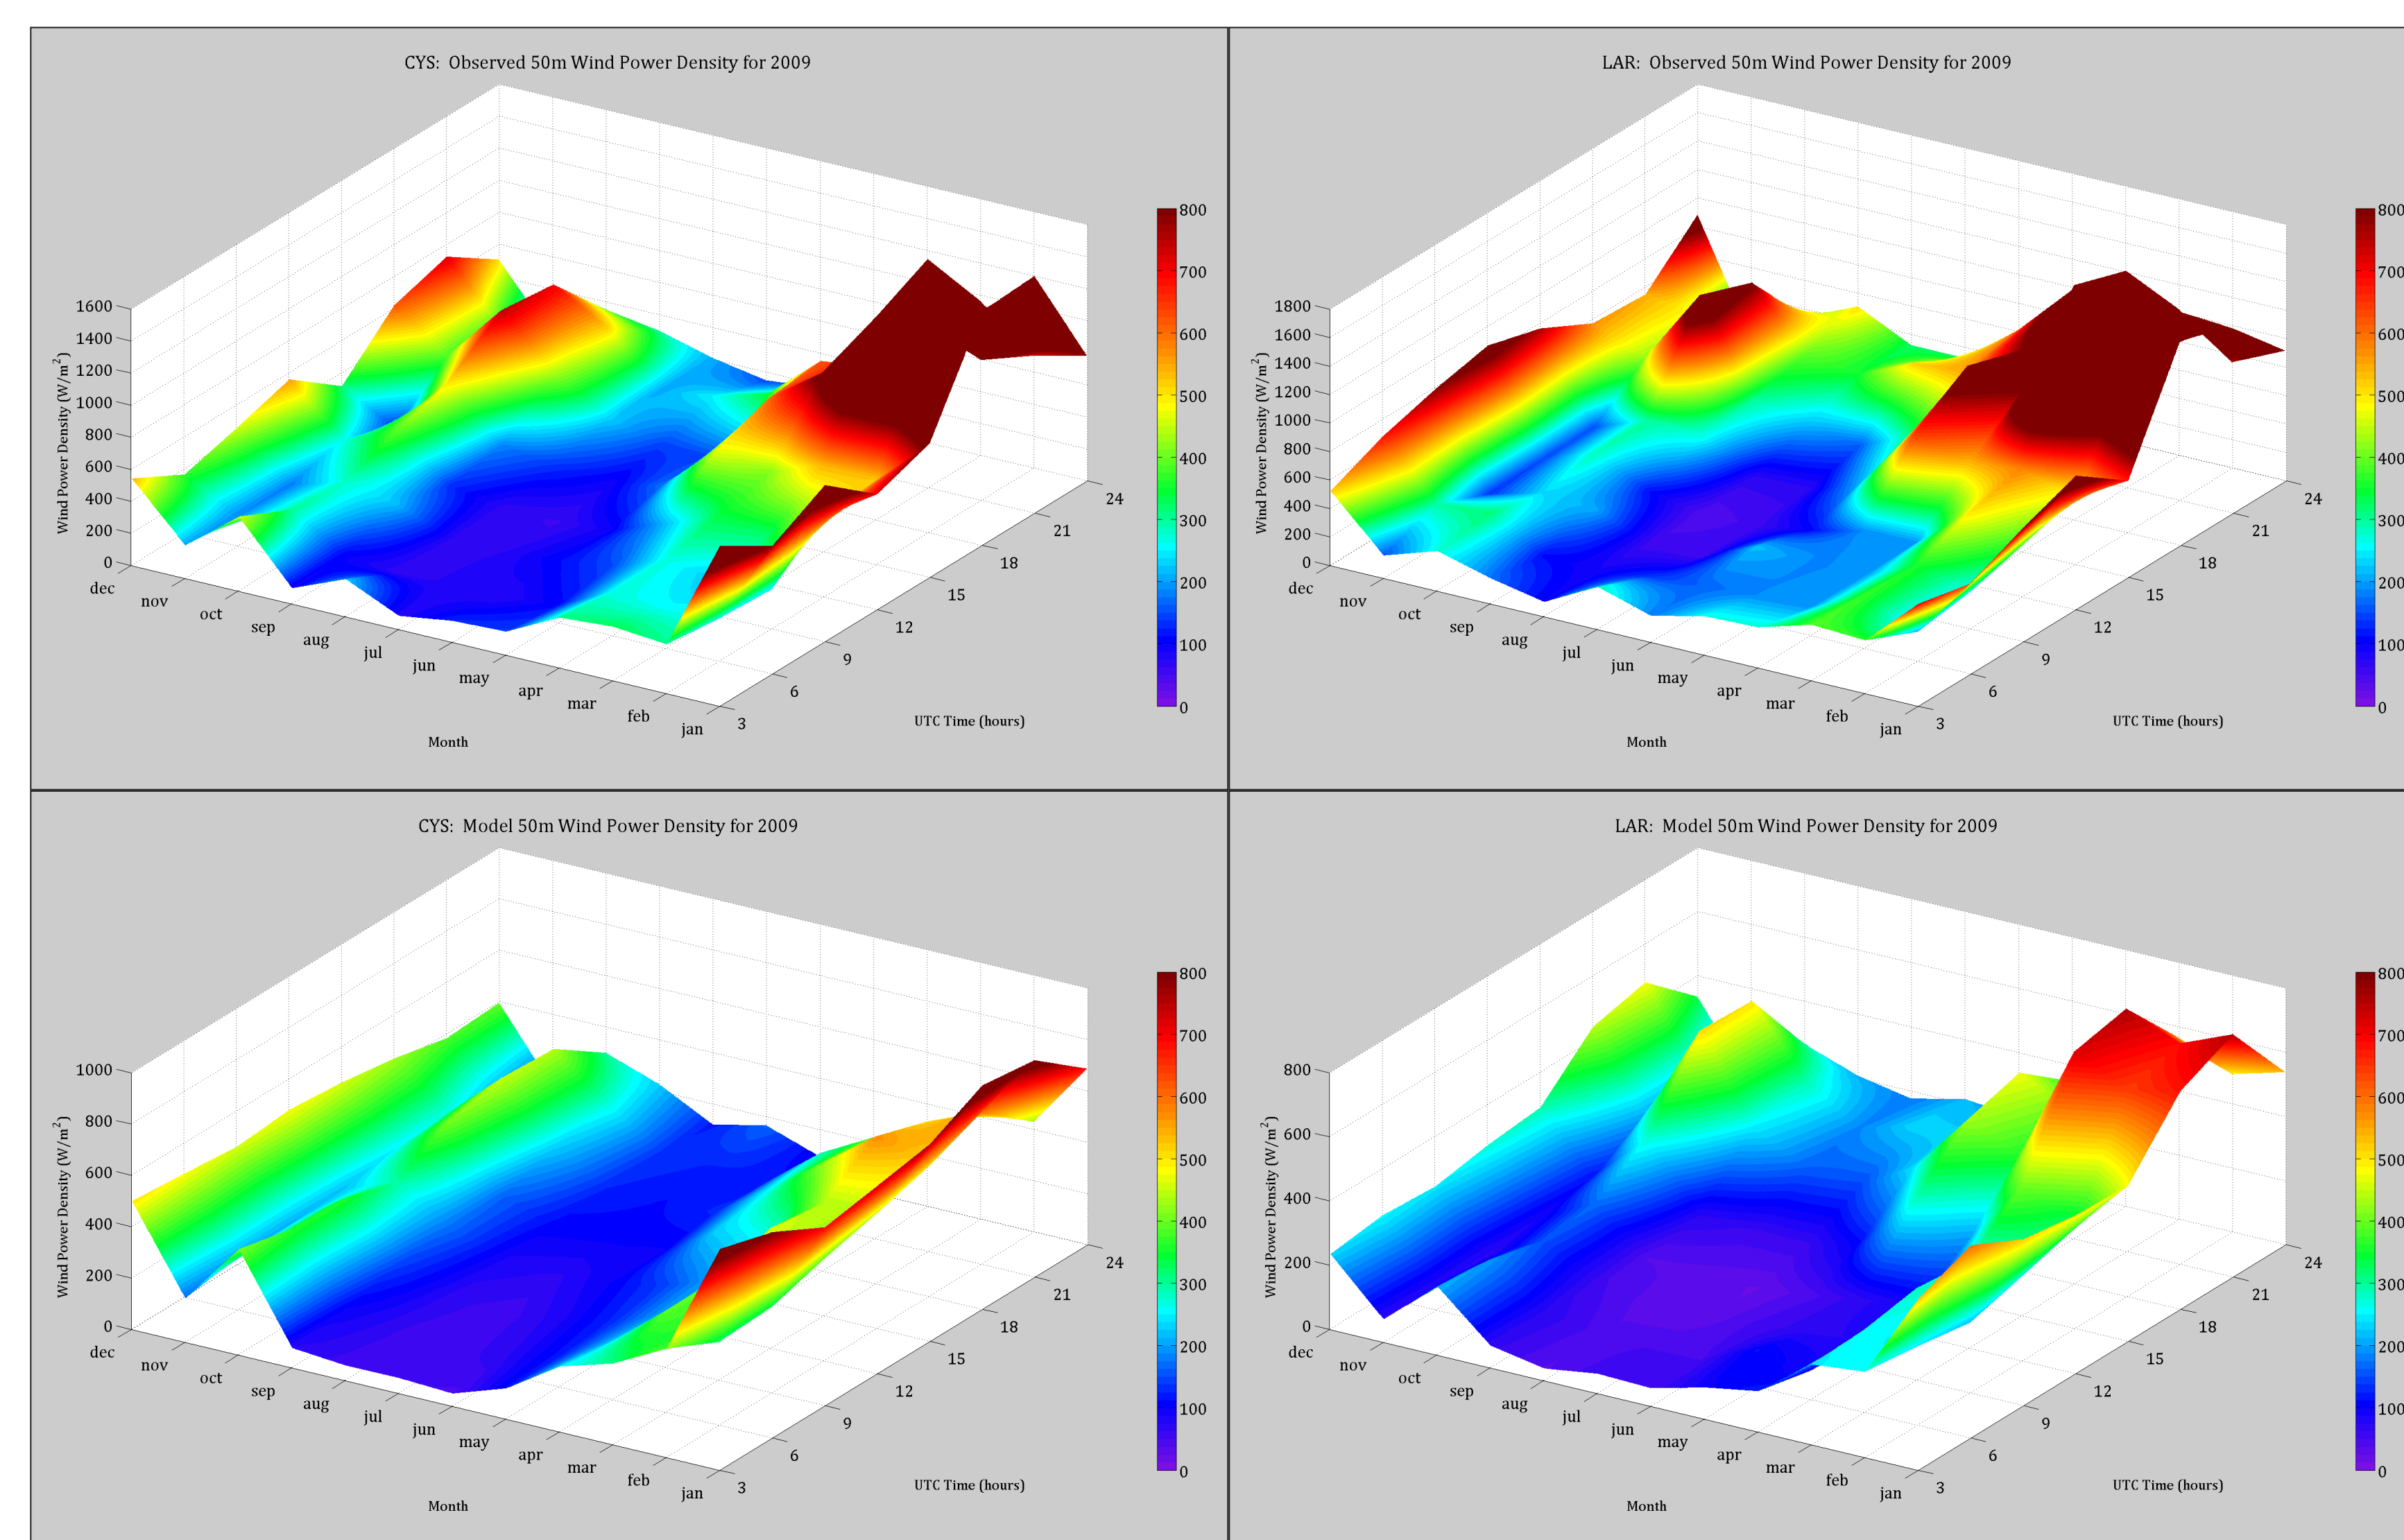 CYS: Observed 50m Wind Power Density for 2009
1600
1400
1200
1000
800
600
400
200
0
Wind Power Density (W/m²)
dec
nov
oct
sep
aug
jul
jun
may
apr
mar
feb
jan
Month
3
6
9
12
15
18
21
24
UTC Time (hours)
800
700
600
500
400
300
200
100
0
LAR: Observed 50m Wind Power Density for 2009
1800
1600
1400
1200
1000
800
600
400
200
0
Wind Power Density (W/m²)
dec
nov
oct
sep
aug
jul
jun
may
apr
mar
feb
jan
Month
3
6
9
12
15
18
21
24
UTC Time (hours)
800
700
600
500
400
300
200
100
0
CYS: Model 50m Wind Power Density for 2009
1000
800
600
400
200
0
Wind Power Density (W/m²)
dec
nov
oct
sep
aug
jul
jun
may
apr
mar
feb
jan
Month
3
6
9
12
15
18
21
24
UTC Time (hours)
800
700
600
500
400
300
200
100
0
LAR: Model 50m Wind Power Density for 2009
800
600
400
200
0
Wind Power Density (W/m²)
dec
nov
oct
sep
aug
jul
jun
may
apr
mar
feb
jan
Month
3
6
9
12
15
18
21
24
UTC Time (hours)
800
700
600
500
400
300
200
100
0